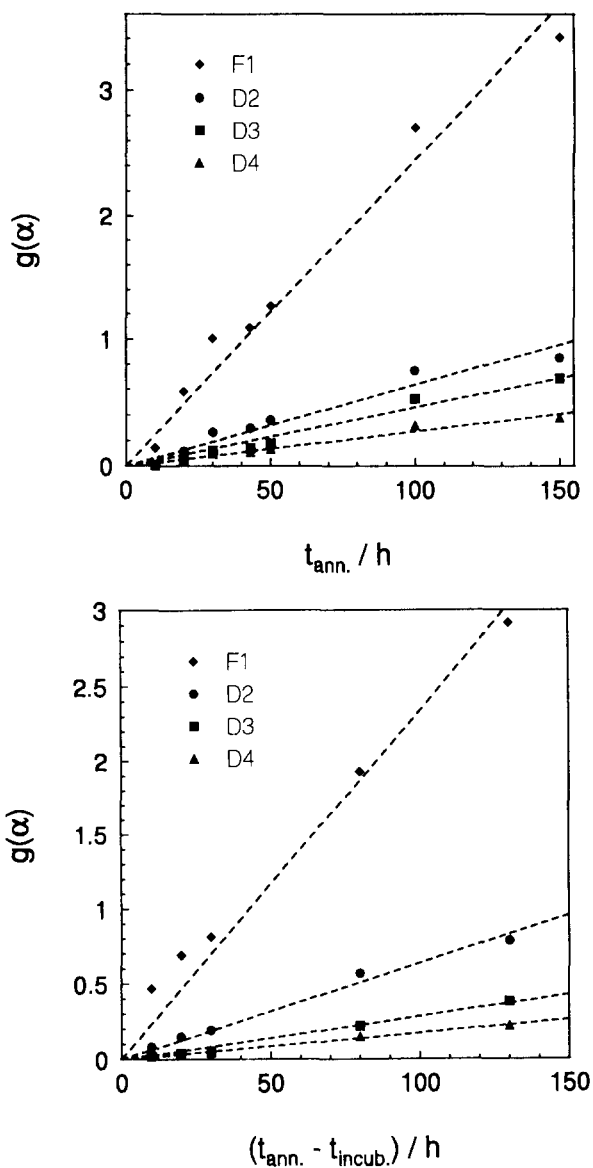 F1
D2
D3
D4
g(α)
3
2
1
0
0 50 100 150
t_ann. / h
F1
D2
D3
D4
g(α)
3
2.5
2
1.5
1
0.5
0
0 50 100 150
(t_ann. - t_incub.) / h